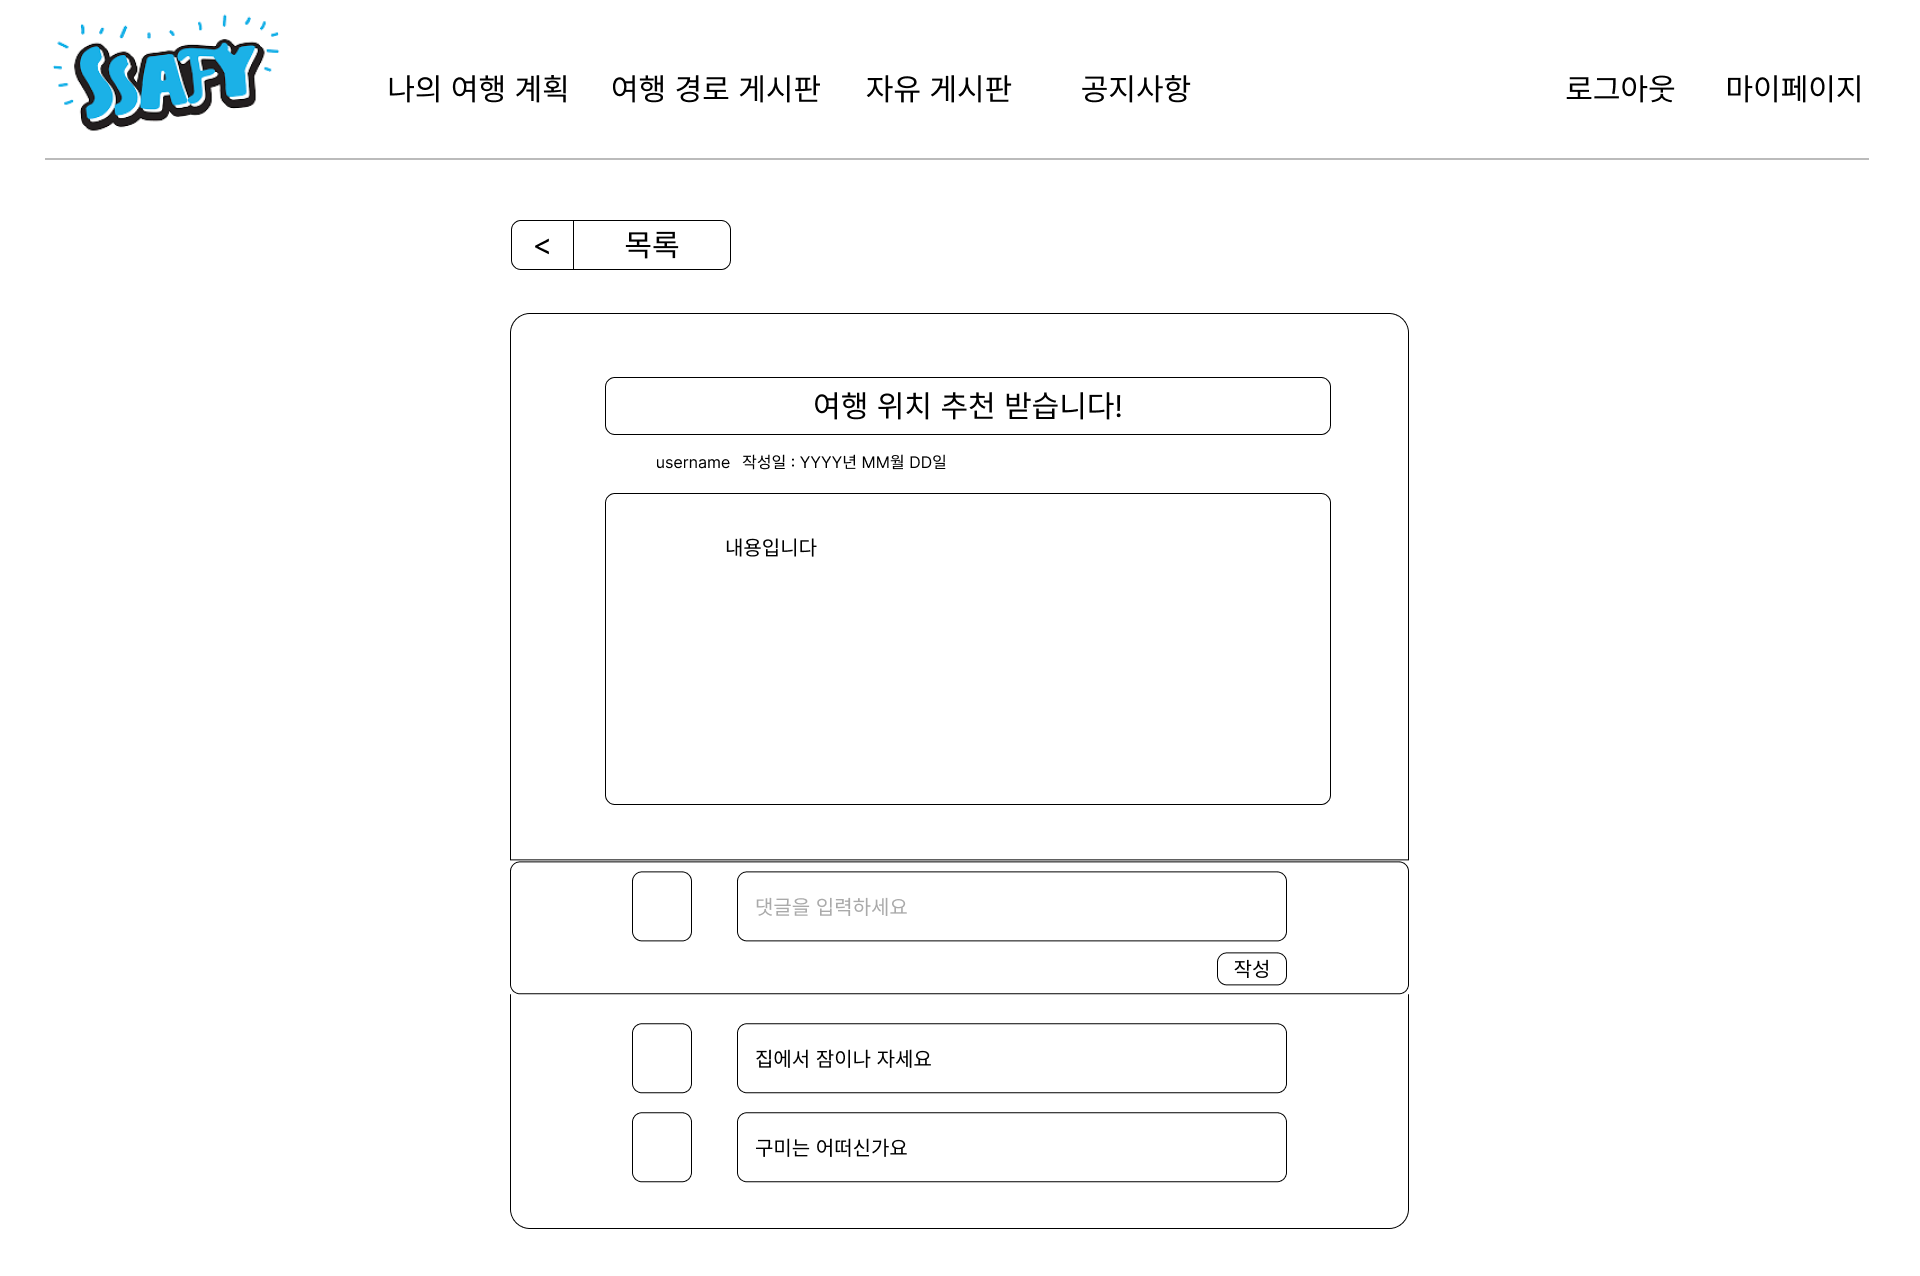 SSAFY
나의 여행 계획 여행 경로 게시판 자유 게시판 공지사항 로그아웃 마이페이지
< 목록
여행 위치 추천 받습니다!
username 작성일 : YYYY년 MM월 DD일
내용입니다
댓글을 입력하세요
작성
집에서 잠이나 자세요
구미는 어떠신가요